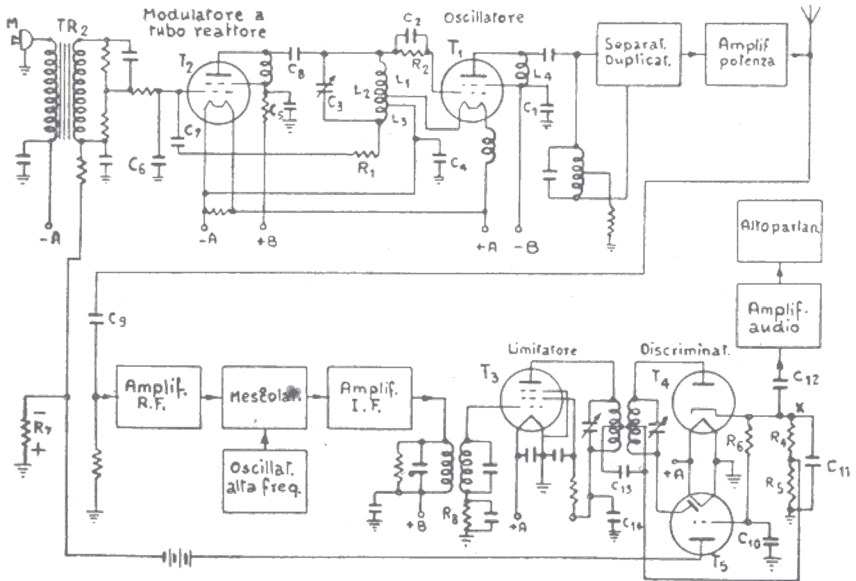 Modulatore a
tubo reattore
Oscillatore
M
TR2
T2
C8
C3
C2
R2
L1
L2
L3
T1
L4
C1
Separat.
Duplicat.
Amplif
potenza
C5
C7
C6
R1
C4
-A
-A
+B
+A
-B
Altoparlan.
Amplif.
audio
C9
C12
Amplif.
R.F.
Mescolat.
Amplif.
I.F.
Oscillat.
alta freq.
Limitatore
T3
Discriminat.
T4
X
R6
R4
R5
C11
R7
-
+
+B
R8
+A
C13
C14
+A
T5
C10